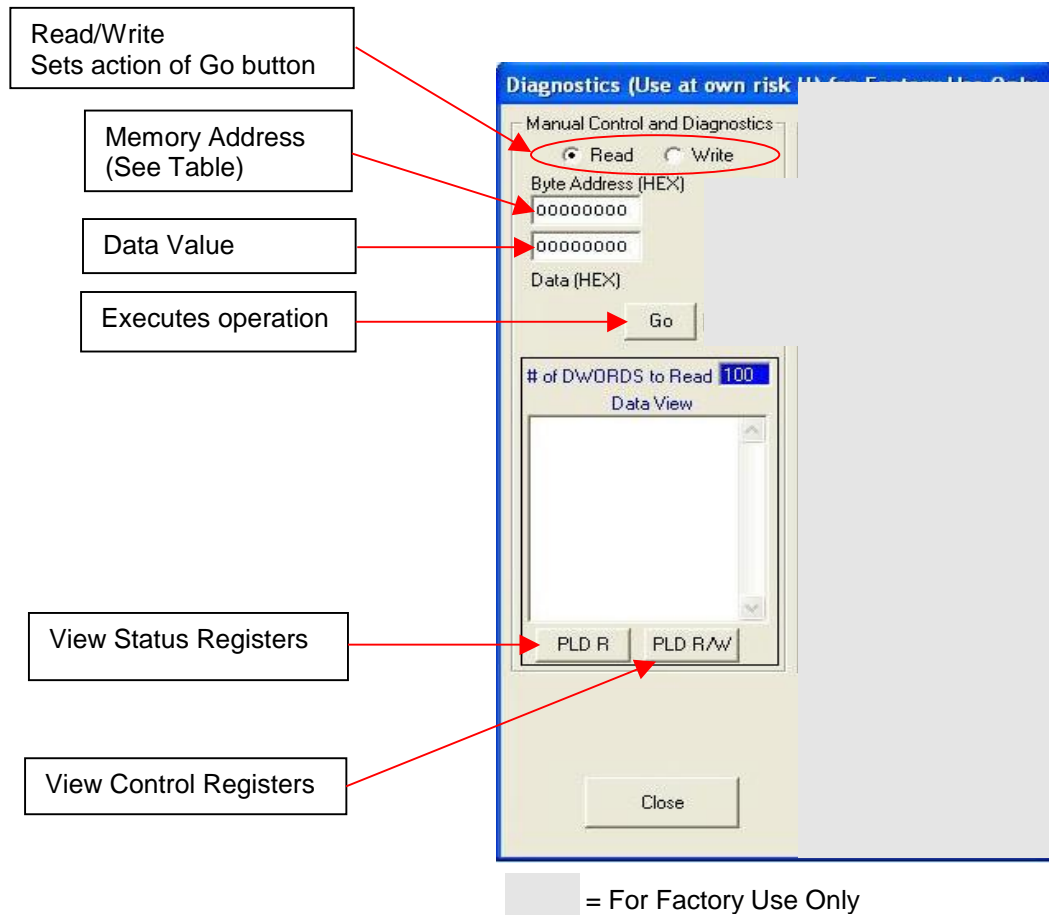 Read/Write
Sets action of Go button
Memory Address
(See Table)
Data Value
Executes operation
View Status Registers
View Control Registers
Diagnostics (Use at own risk
Manual Control and Diagnostics
Read Write
Byte Address (HEX)
00000000
00000000
Data (HEX)
Go
# of DWORDS to Read 100
Data View
PLD R PLD R/W
Close
= For Factory Use Only